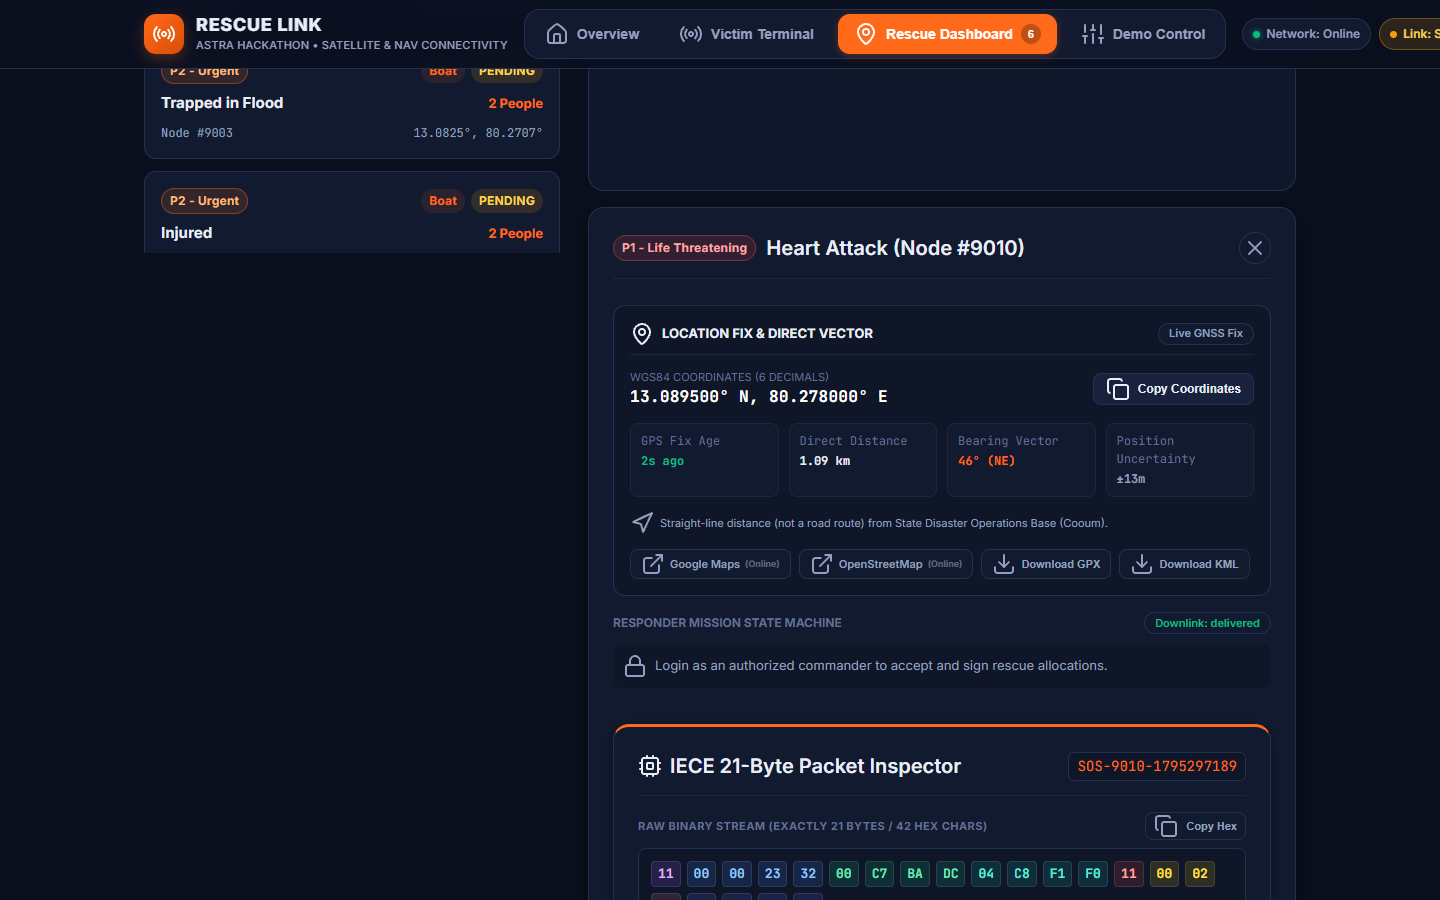 RESCUE LINK
ASTRA HACKATHON • SATELLITE & NAV CONNECTIVITY
Overview
Victim Terminal
Rescue Dashboard 6
Demo Control
Network: Online
Link: S
P2 - Urgent Boat PENDING
Trapped in Flood 2 People
Node #9003 13.0825°, 80.2707°
P2 - Urgent Boat PENDING
Injured 2 People
P1 - Life Threatening Heart Attack (Node #9010)
LOCATION FIX & DIRECT VECTOR Live GNSS Fix
WGS84 COORDINATES (6 DECIMALS)
13.089500° N, 80.278000° E
Copy Coordinates
GPS Fix Age
2s ago
Direct Distance
1.09 km
Bearing Vector
46° (NE)
Position
Uncertainty
±13m
Straight-line distance (not a road route) from State Disaster Operations Base (Cooum).
Google Maps (Online) OpenStreetMap (Online) Download GPX Download KML
RESPONDER MISSION STATE MACHINE Downlink: delivered
Login as an authorized commander to accept and sign rescue allocations.
IECE 21-Byte Packet Inspector SOS-9010-1795297189
RAW BINARY STREAM (EXACTLY 21 BYTES / 42 HEX CHARS) Copy Hex
11 00 00 23 32 00 C7 BA DC 04 C8 F1 F0 11 00 02